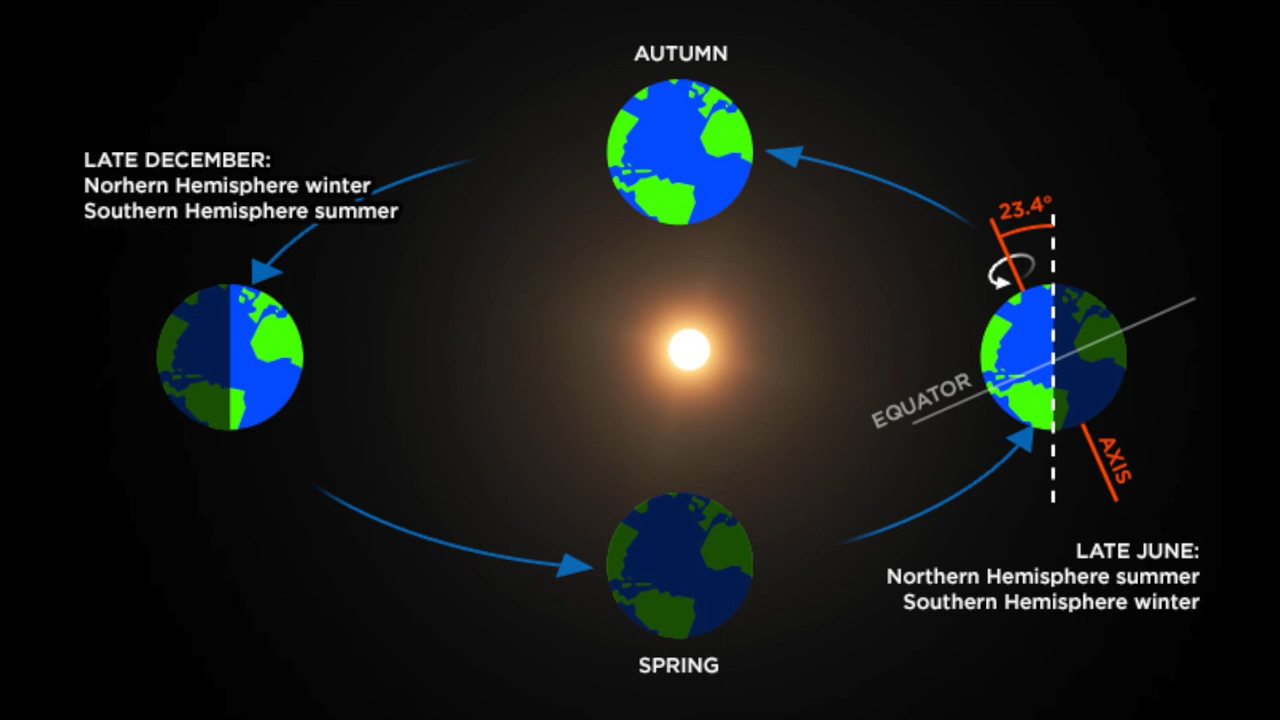 AUTUMN
LATE DECEMBER:
Norhern Hemisphere winter
Southern Hemisphere summer
23.4°
EQUATOR
AXIS
LATE JUNE:
Northern Hemisphere summer
Southern Hemisphere winter
SPRING